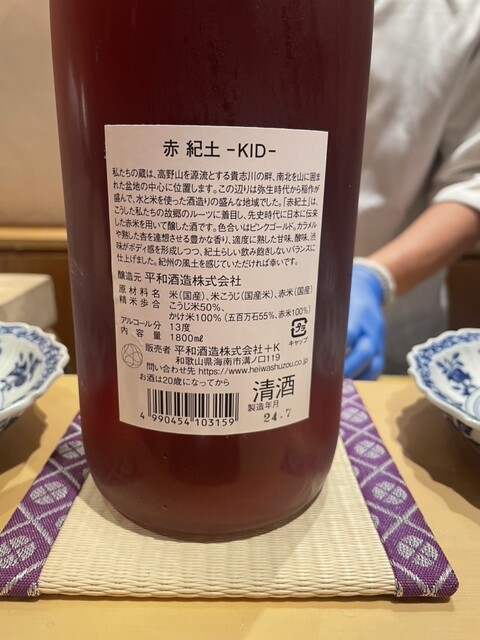 赤 紀土 -KID-
私たちの蔵は、高野山を源流とする貴志川の畔、南北を山に囲ま
れた盆地の中心に位置します。この辺りは弥生時代から稲作が
盛んで、水と米を使った酒造りの盛んな地域でした。「赤紀土」は、
こうした私たちの故郷のルーツに着目し、先史時代に日本に伝来
した赤米を用いて醸した酒です。色合いはピンクゴールド。カラメル
や熟した杏を連想させる豊かな香り、適度に熟した甘味、酸味、渋
味がボディ感を形成しつつ、紀土らしい飲み飽きしないバランスに
仕上げました。紀州の風土を感じていただければ幸いです。
醸造元 平和酒造株式会社
原材料名 米(国産)、米こうじ(国産米)、赤米(国産)
精米歩合 こうじ米50%、
かけ米100% (五百万石55%、赤米100%)
アルコール分 13度
内容量 1800㎖
キャップ
販売者 平和酒造株式会社+K
和歌山県海南市溝ノ口119
問い合わせ先 https://www.heiwashuzou.co.jp
お酒は20歳になってから
清酒
製造年月
24.7
4 990454 103159